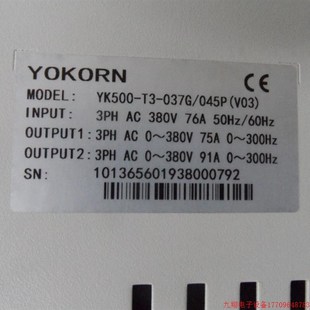 YOKORN CE
MODEL: YK500-T3-037G/045P(V03)
INPUT: 3PH AC 380V 76A 50Hz/60Hz
OUTPUT1: 3PH AC 0～380V 75A 0～300Hz
OUTPUT2: 3PH AC 0～380V 91A 0～300Hz
SN: 101365601938000792